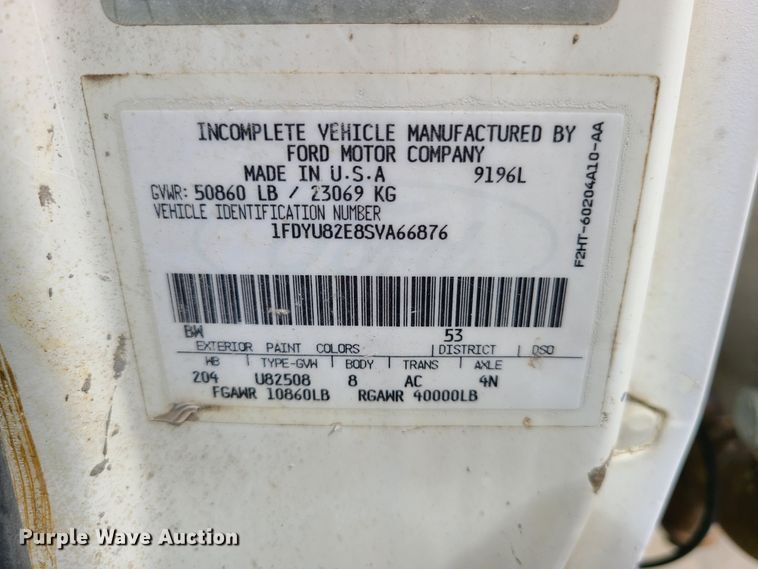 INCOMPLETE VEHICLE MANUFACTURED BY
FORD MOTOR COMPANY
MADE IN U.S.A 9196L
GVWR: 50860 LB / 23069 KG
VEHICLE IDENTIFICATION NUMBER
1FDYU82E8SVA66876
F2HT-60204A10-AA
BW 53
EXTERIOR PAINT COLORS DISTRICT DSO
WB TYPE-GVW BODY TRANS AXLE
204 U82508 8 AC 4N
FGAWR 10860LB RGAWR 40000LB
Purple Wave Auction